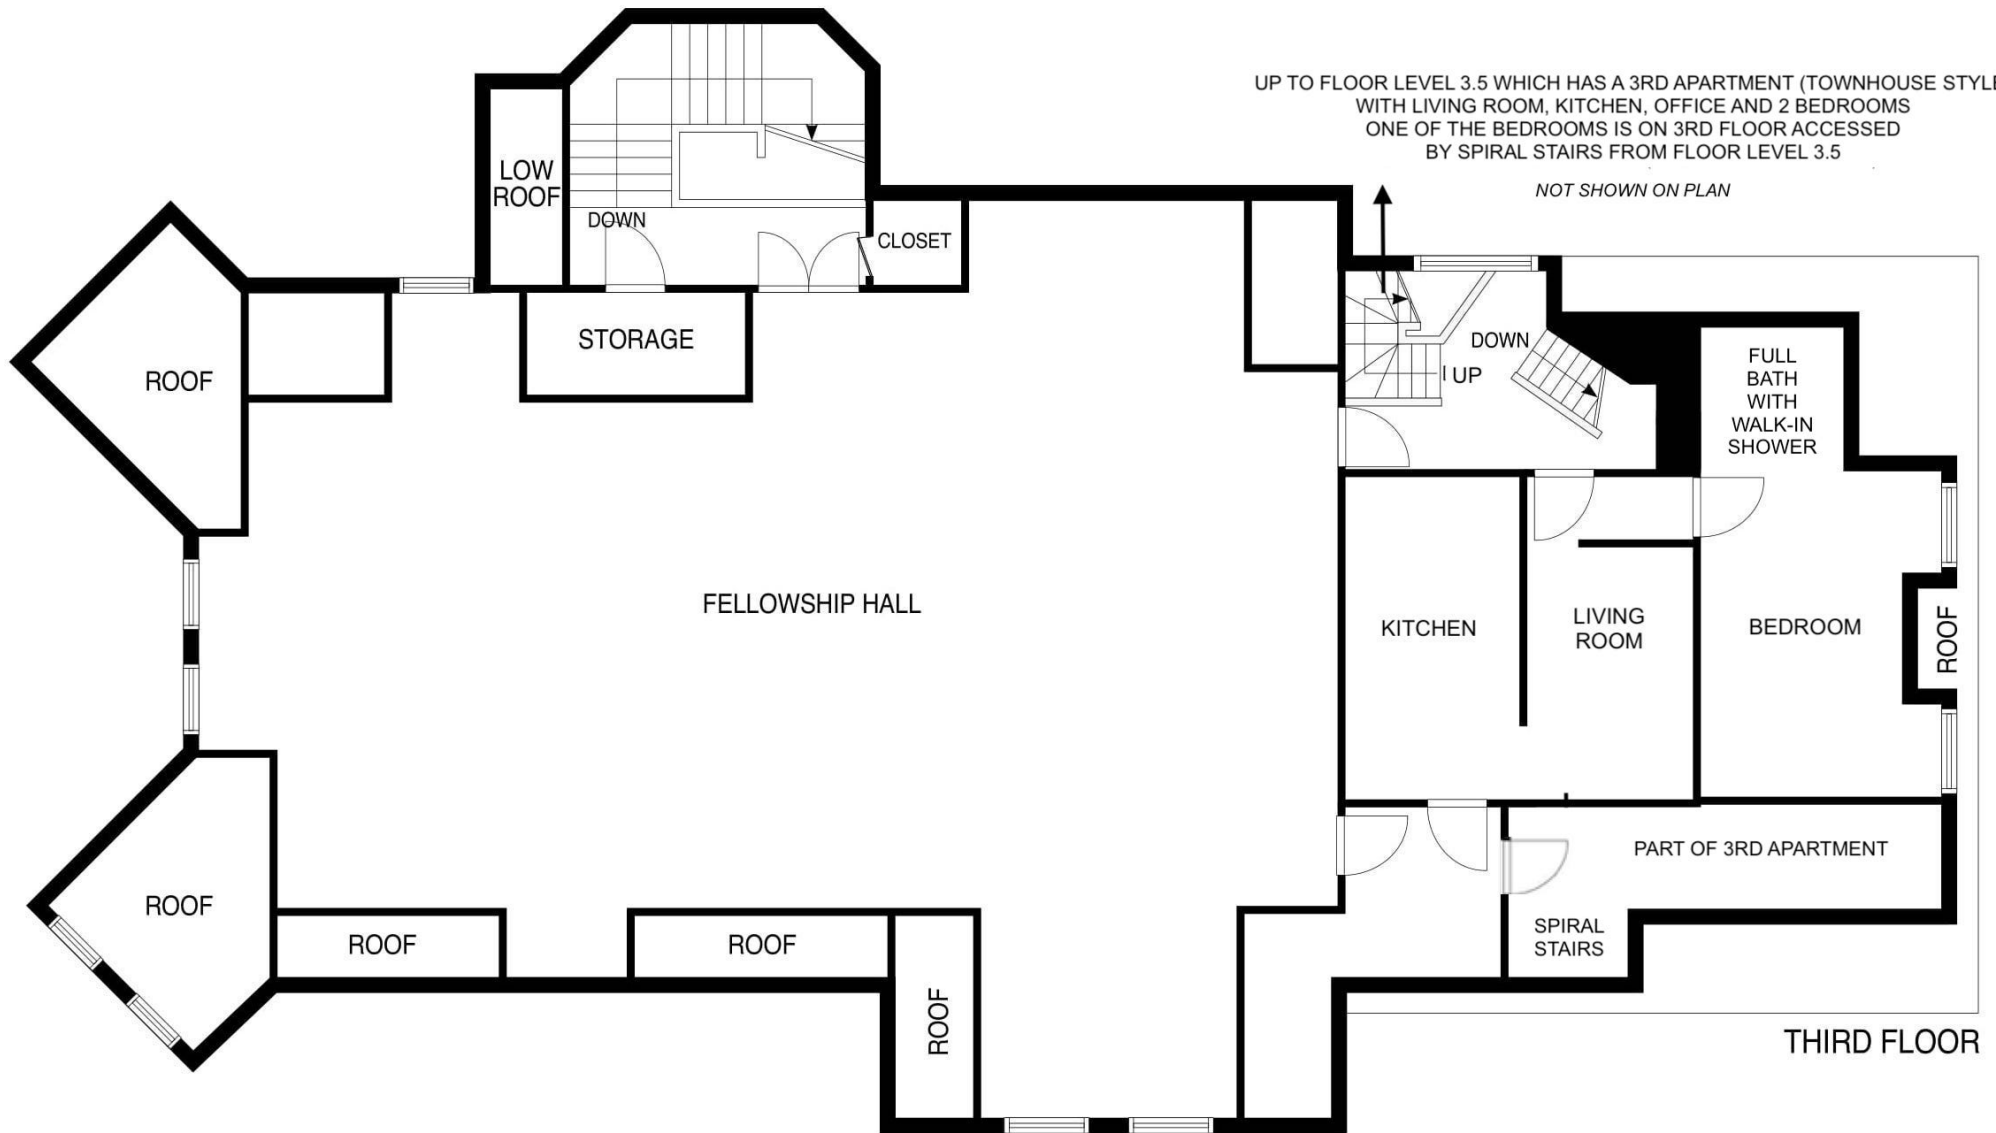 UP TO FLOOR LEVEL 3.5 WHICH HAS A 3RD APARTMENT (TOWNHOUSE STYLE
WITH LIVING ROOM, KITCHEN, OFFICE AND 2 BEDROOMS
ONE OF THE BEDROOMS IS ON 3RD FLOOR ACCESSED
BY SPIRAL STAIRS FROM FLOOR LEVEL 3.5
NOT SHOWN ON PLAN
LOW
ROOF
DOWN
CLOSET
STORAGE
ROOF
DOWN
UP
FULL
BATH
WITH
WALK-IN
SHOWER
FELLOWSHIP HALL
KITCHEN
LIVING
ROOM
BEDROOM
ROOF
PART OF 3RD APARTMENT
SPIRAL
STAIRS
ROOF
ROOF
ROOF
ROOF
THIRD FLOOR